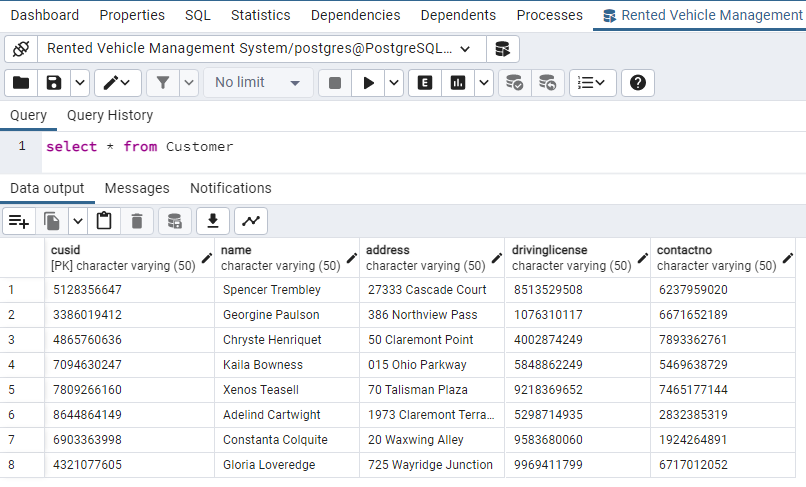 Dashboard Properties SQL Statistics Dependencies Dependents Processes Rented Vehicle Management
Rented Vehicle Management System/postgres@PostgreSQL...
No limit E
Query Query History
1 select * from Customer
Data output Messages Notifications
cusid name address drivinglicense contactno
[PK] character varying (50) character varying (50) character varying (50) character varying (50) character varying (50)
1 5128356647 Spencer Trembley 27333 Cascade Court 8513529508 6237959020
2 3386019412 Georgine Paulson 386 Northview Pass 1076310117 6671652189
3 4865760636 Chryste Henriquet 50 Claremont Point 4002874249 7893362761
4 7094630247 Kaila Bowness 015 Ohio Parkway 5848862249 5469638729
5 7809266160 Xenos Teasell 70 Talisman Plaza 9218369652 7465177144
6 8644864149 Adelind Cartwight 1973 Claremont Terra... 5298714935 2832385319
7 6903363998 Constanta Colquite 20 Waxwing Alley 9583680060 1924264891
8 4321077605 Gloria Loveredge 725 Wayridge Junction 9969411799 6717012052